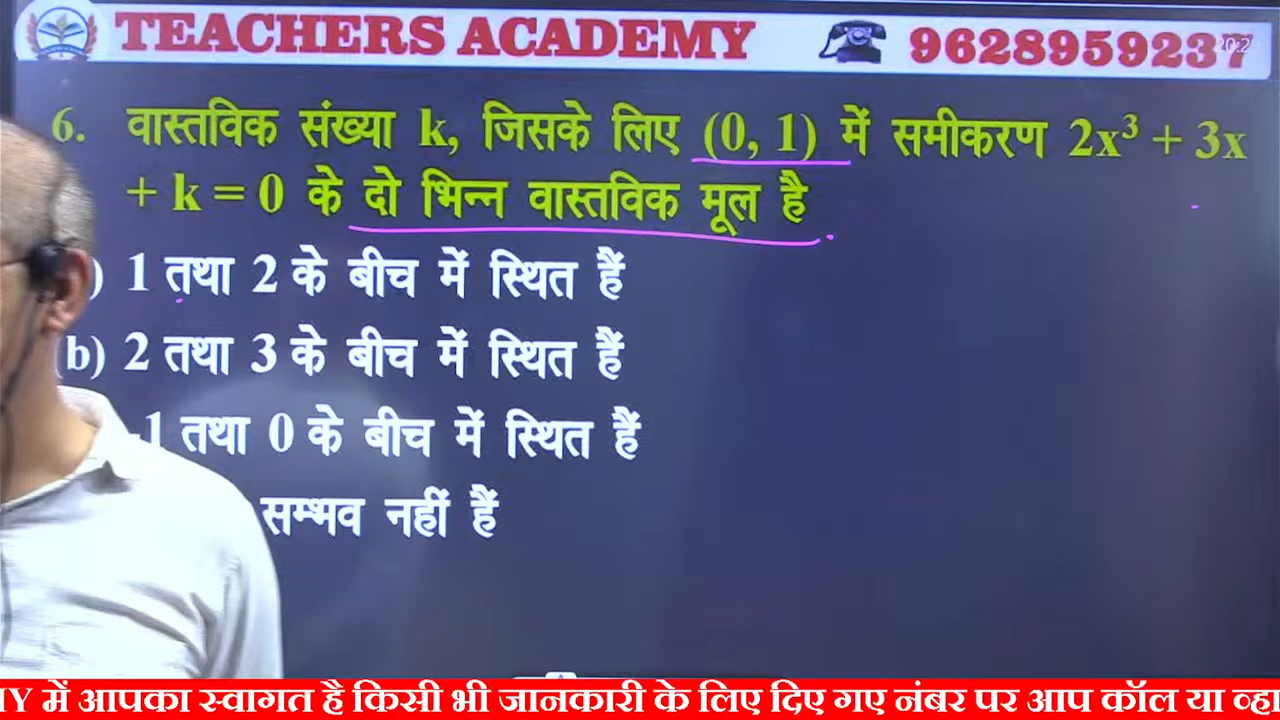 TEACHERS ACADEMY 9628959237
6. वास्तविक संख्या k, जिसके लिए (0, 1) में समीकरण 2x³ + 3x
+ k = 0 के दो भिन्न वास्तविक मूल है
) 1 तथा 2 के बीच में स्थित हैं
(b) 2 तथा 3 के बीच में स्थित हैं
-1 तथा 0 के बीच में स्थित हैं
सम्भव नहीं हैं
में आपका स्वागत है किसी भी जानकारी के लिए दिए गए नंबर पर आप कॉल या